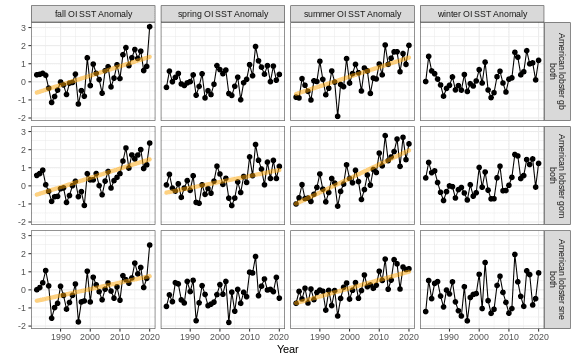 fall OI SST Anomaly
spring OI SST Anomaly
summer OI SST Anomaly
winter OI SST Anomaly
3
2
1
0
-1
-2
American lobster gb
both
3
2
1
0
-1
-2
American lobster gom
both
3
2
1
0
-1
-2
American lobster sne
both
1990 2000 2010 2020
1990 2000 2010 2020
1990 2000 2010 2020
1990 2000 2010 2020
Year